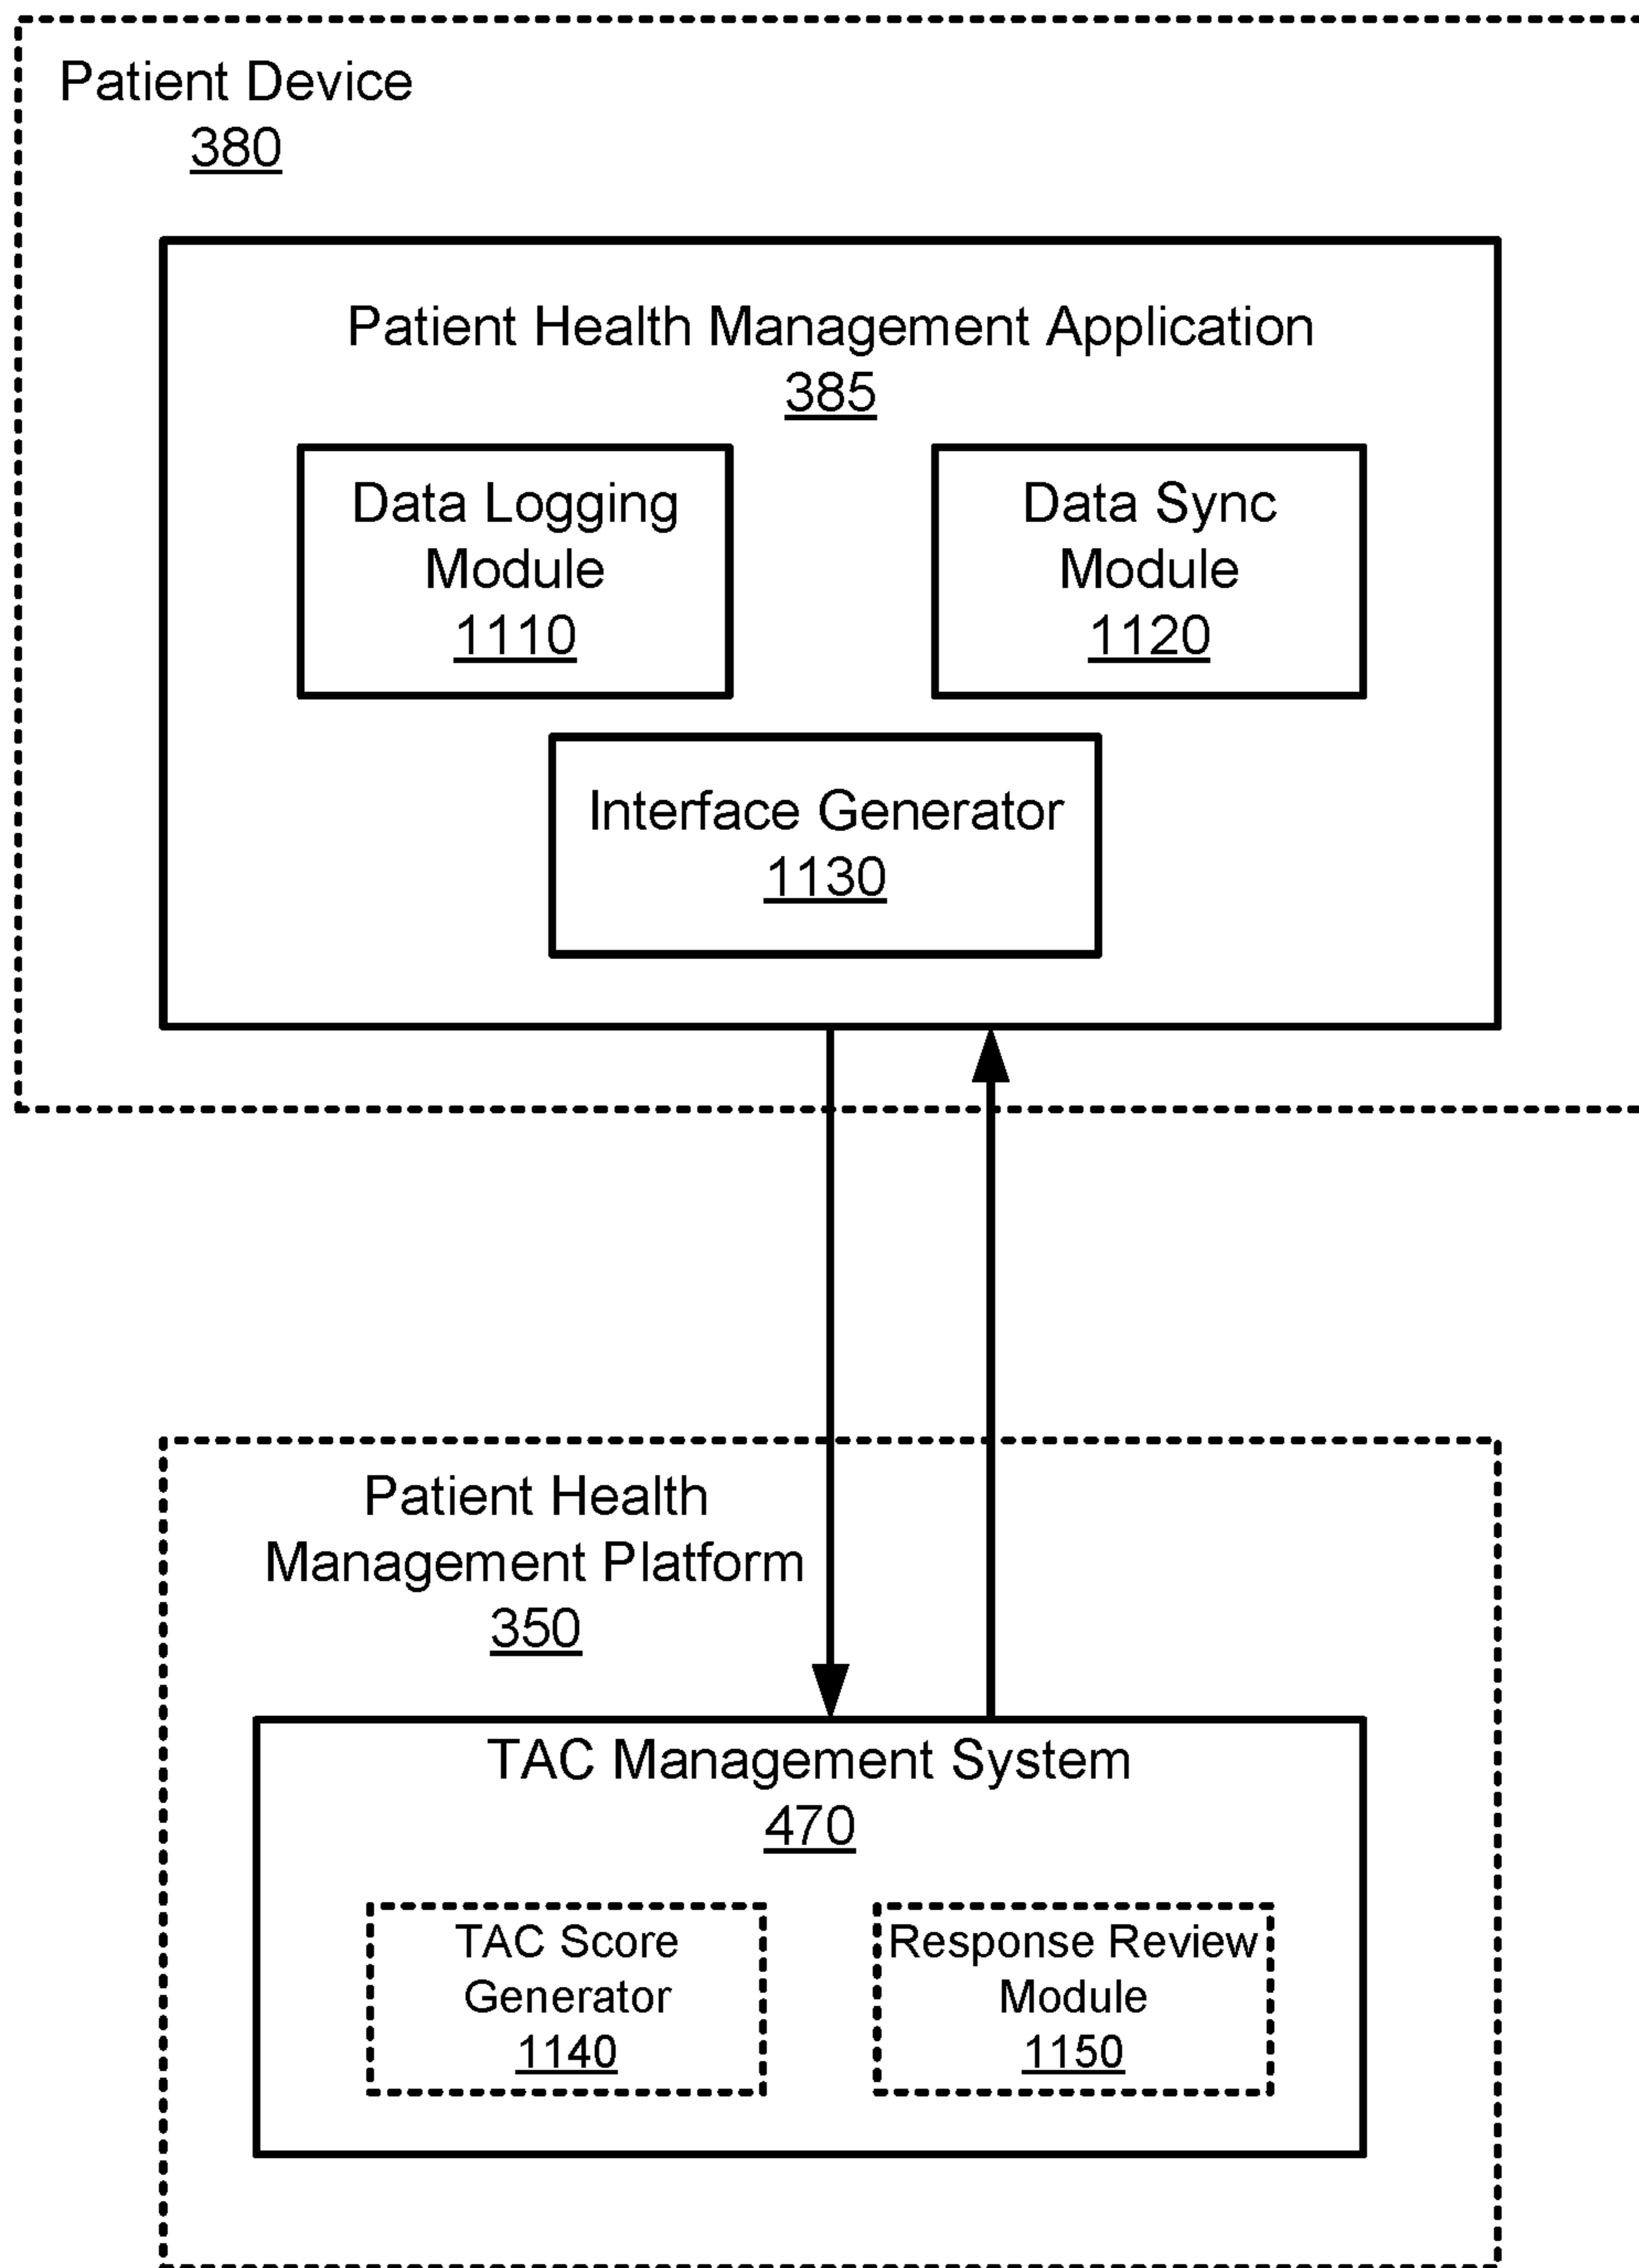 Patient Device
380
Patient Health Management Application
385
Data Logging
Module
1110
Data Sync
Module
1120
Interface Generator
1130
Patient Health
Management Platform
350
TAC Management System
470
TAC Score
Generator
1140
Response Review
Module
1150